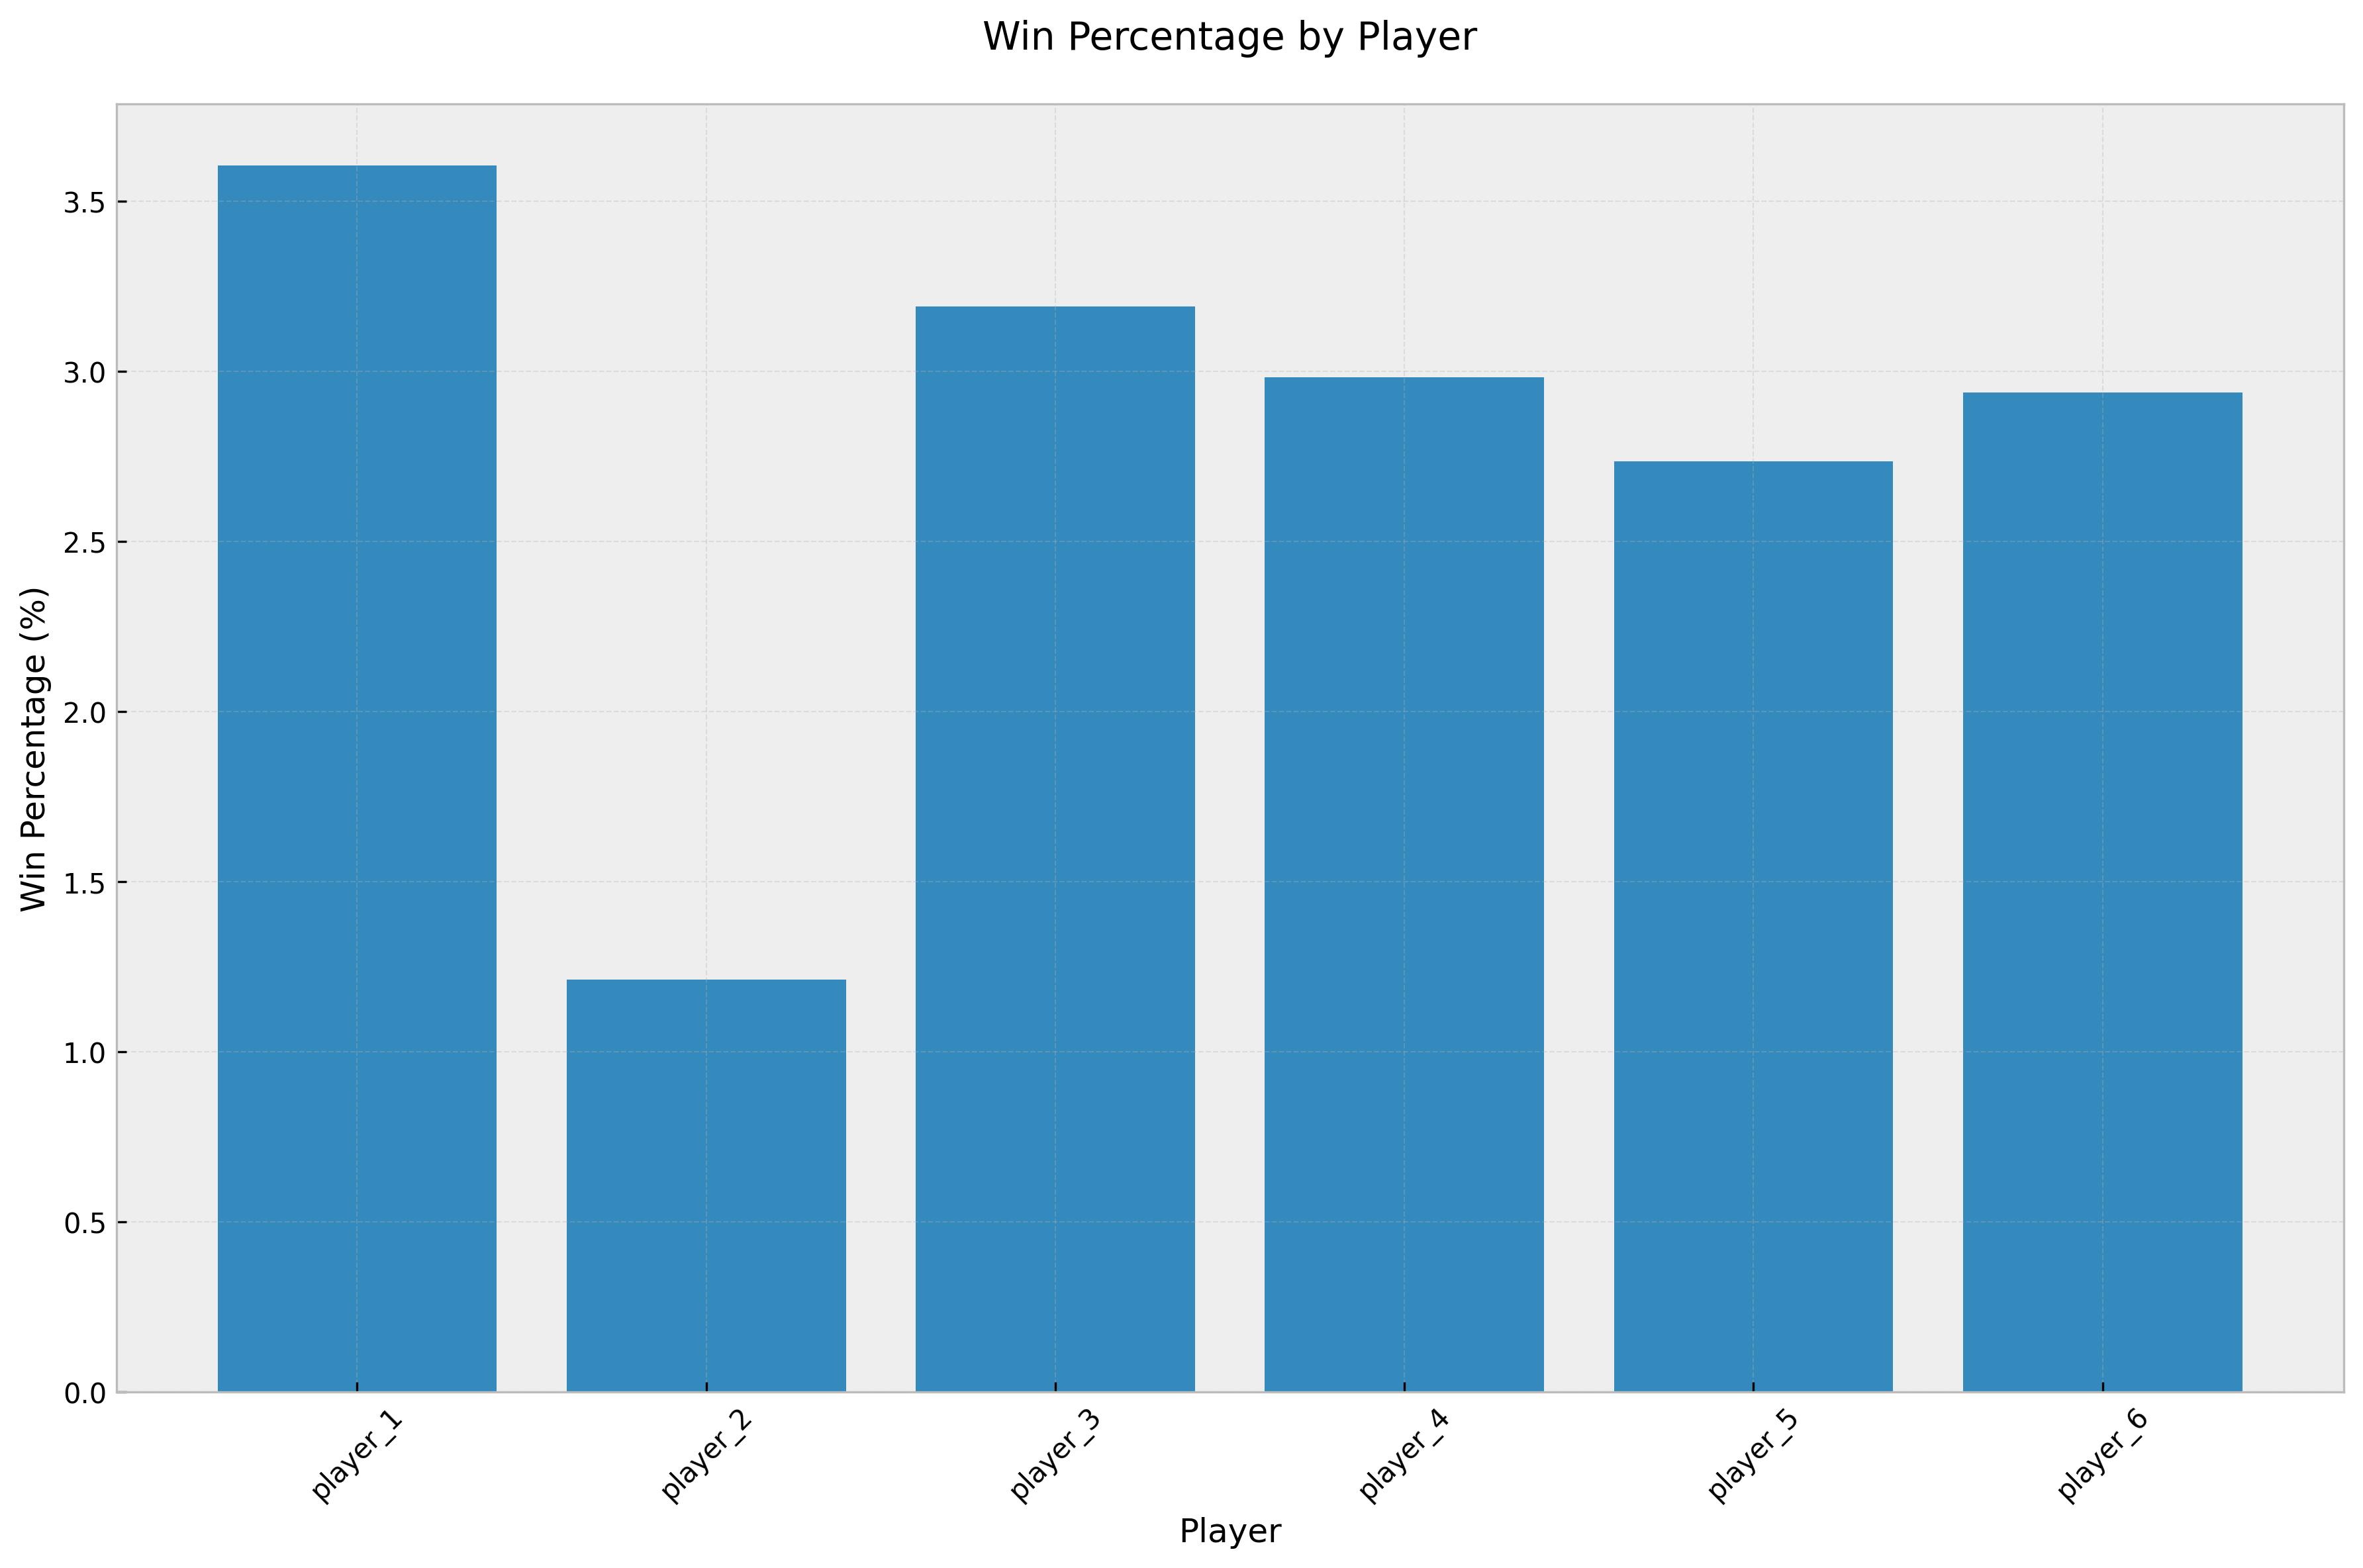 Win Percentage by Player
Win Percentage (%)
3.5
3.0
2.5
2.0
1.5
1.0
0.5
0.0
player_1
player_2
player_3
player_4
player_5
player_6
Player